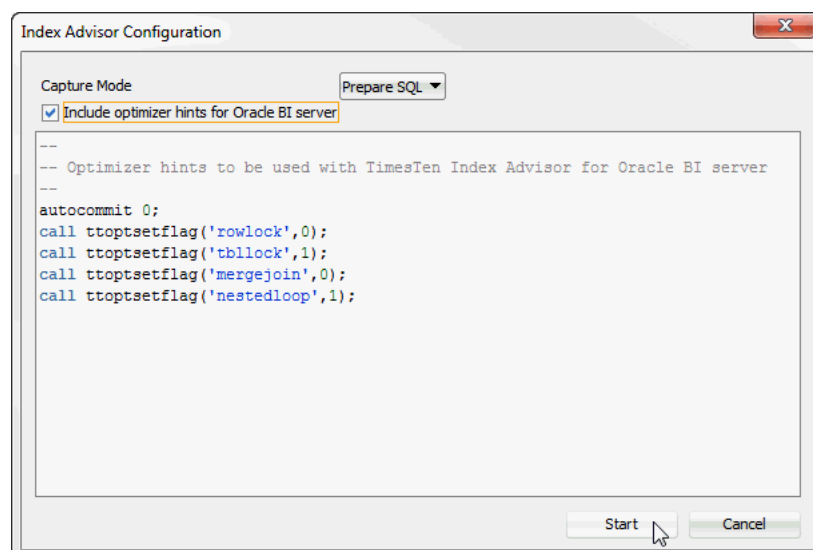 Index Advisor Configuration
Capture Mode Prepare SQL
Include optimizer hints for Oracle BI server
--
-- Optimizer hints to be used with TimesTen Index Advisor for Oracle BI server
--
autocommit 0;
call ttoptsetflag('rowlock',0);
call ttoptsetflag('tbllock',1);
call ttoptsetflag('mergejoin',0);
call ttoptsetflag('nestedloop',1);
Start Cancel